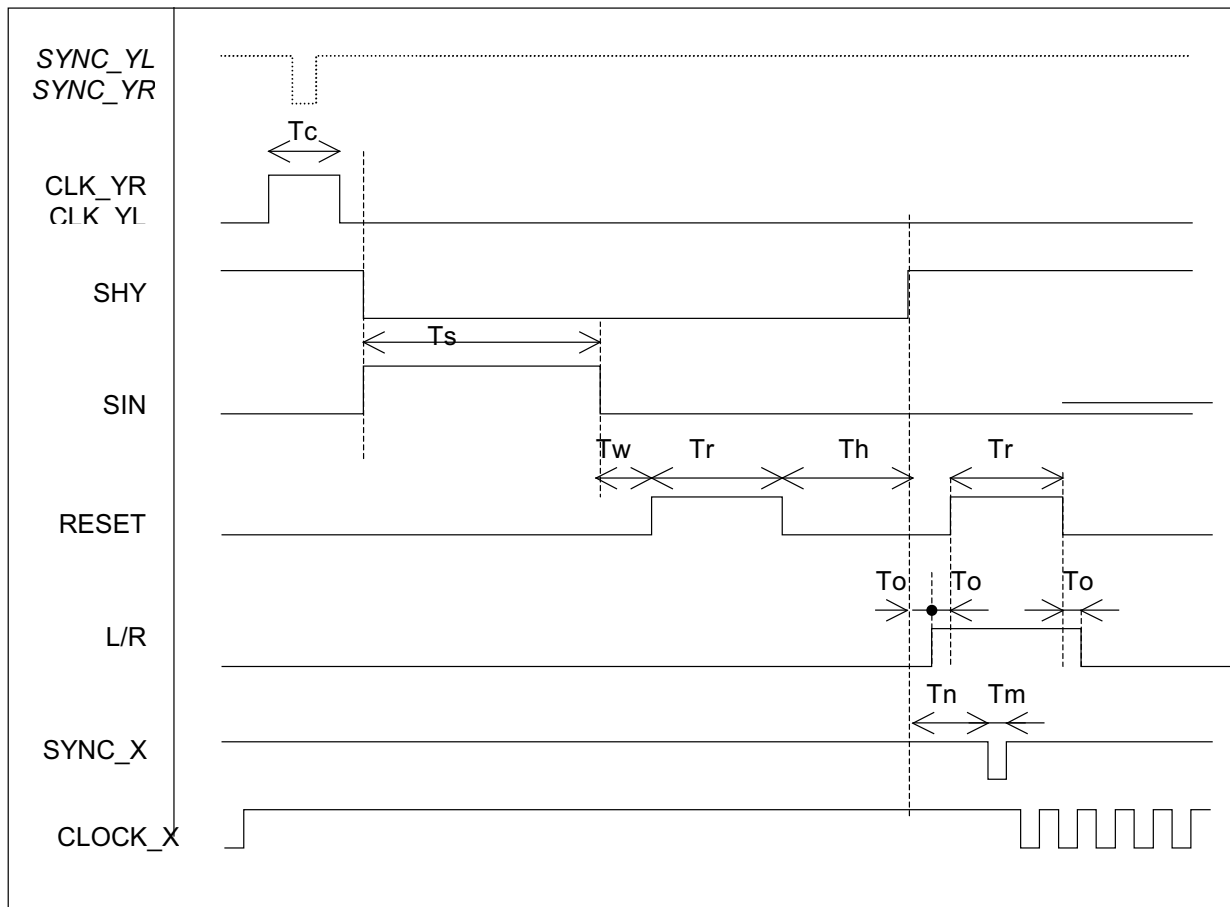 SYNC_YL
SYNC_YR
Tc
CLK_YR
CLK_YL
SHY
Ts
SIN
Tw Tr Th Tr
RESET
To To To
L/R
Tn Tm
SYNC_X
CLOCK_X